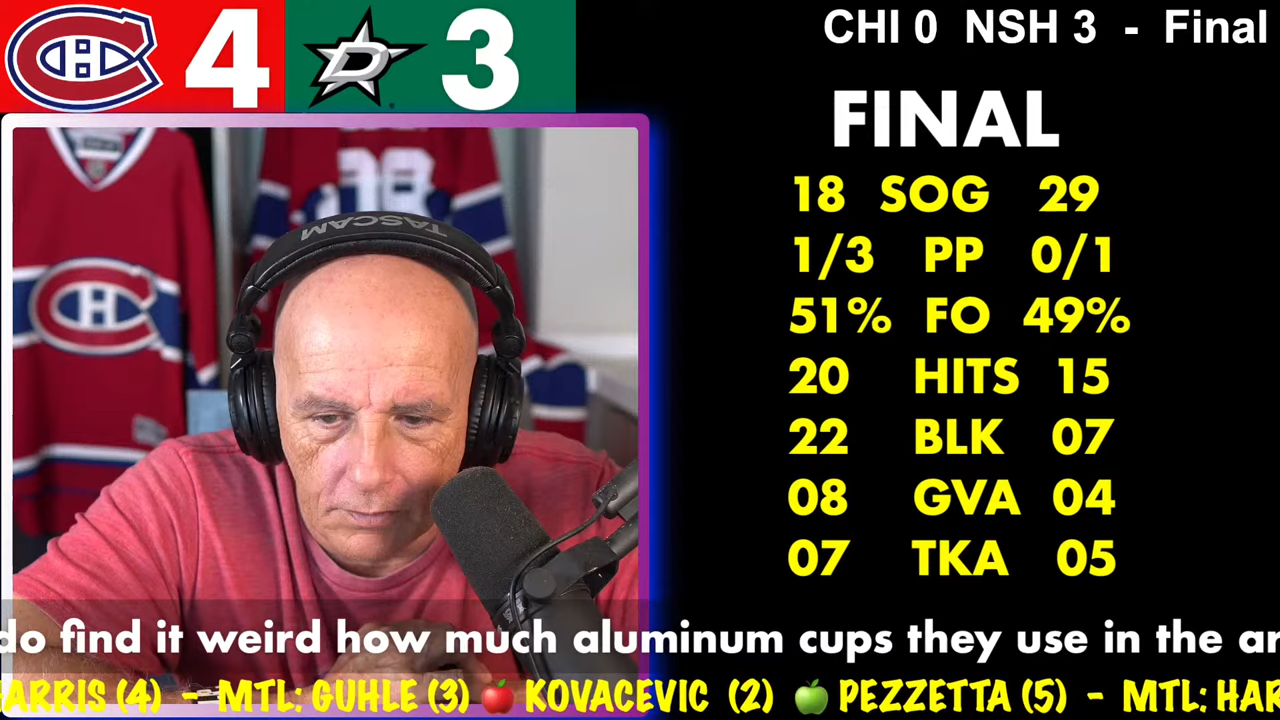 4 3 CHI 0 NSH 3 - Final
FINAL
18 SOG 29
1/3 PP 0/1
51% FO 49%
20 HITS 15
22 BLK 07
08 GVA 04
07 TKA 05
TASCAM
do find it weird how much aluminum cups they use in the ar
ARRIS (4) - MTL: GUHLE (3) KOVACEVIC (2) PEZZETTA (5) - MTL: HAR